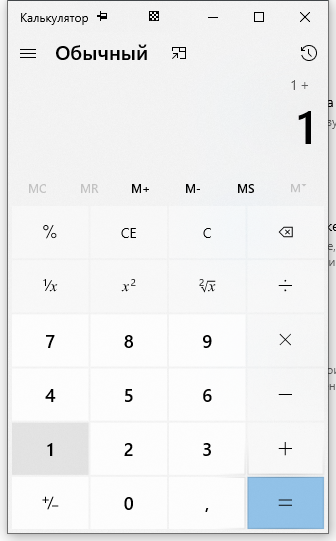 Калькулятор
Обычный
1 +
1
MC MR M+ M- MS M˅
% CE C
¹/x x² ²√x ÷
7 8 9 ×
4 5 6 −
1 2 3 +
+/− 0 , =